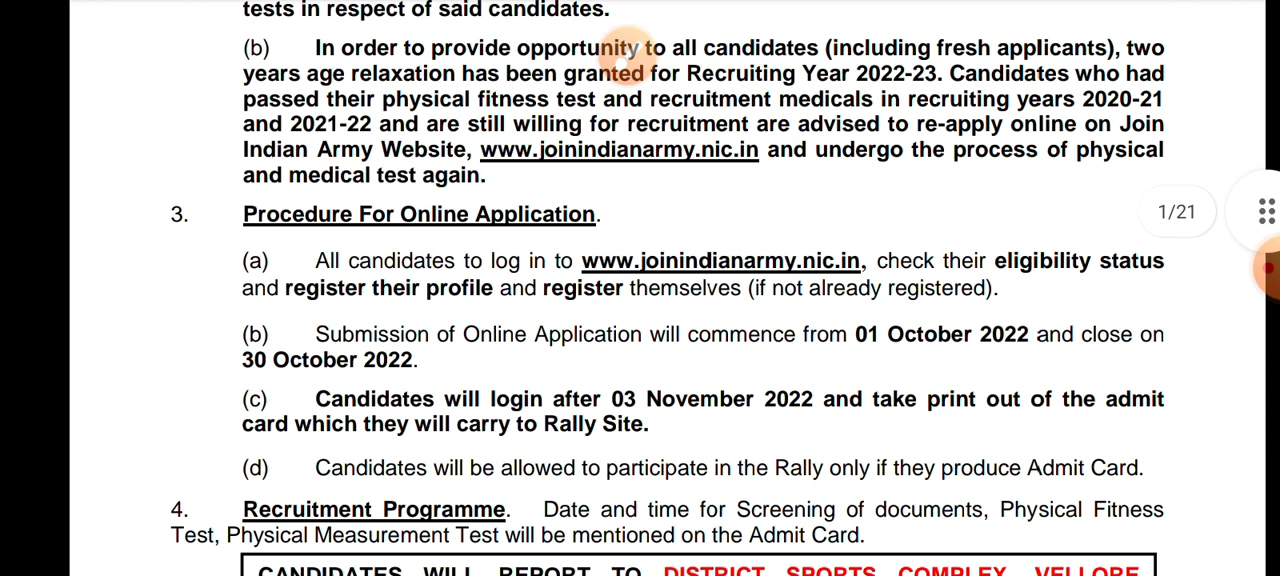 tests in respect of said candidates.
(b) In order to provide opportunity to all candidates (including fresh applicants), two
years age relaxation has been granted for Recruiting Year 2022-23. Candidates who had
passed their physical fitness test and recruitment medicals in recruiting years 2020-21
and 2021-22 and are still willing for recruitment are advised to re-apply online on Join
Indian Army Website, www.joinindianarmy.nic.in and undergo the process of physical
and medical test again.
3. Procedure For Online Application.
1/21
(a) All candidates to log in to www.joinindianarmy.nic.in, check their eligibility status
and register their profile and register themselves (if not already registered).
(b) Submission of Online Application will commence from 01 October 2022 and close on
30 October 2022.
(c) Candidates will login after 03 November 2022 and take print out of the admit
card which they will carry to Rally Site.
(d) Candidates will be allowed to participate in the Rally only if they produce Admit Card.
4. Recruitment Programme. Date and time for Screening of documents, Physical Fitness
Test, Physical Measurement Test will be mentioned on the Admit Card.
CANDIDATES WILL REPORT TO DISTRICT SPORTS COMPLEX, VELLORE